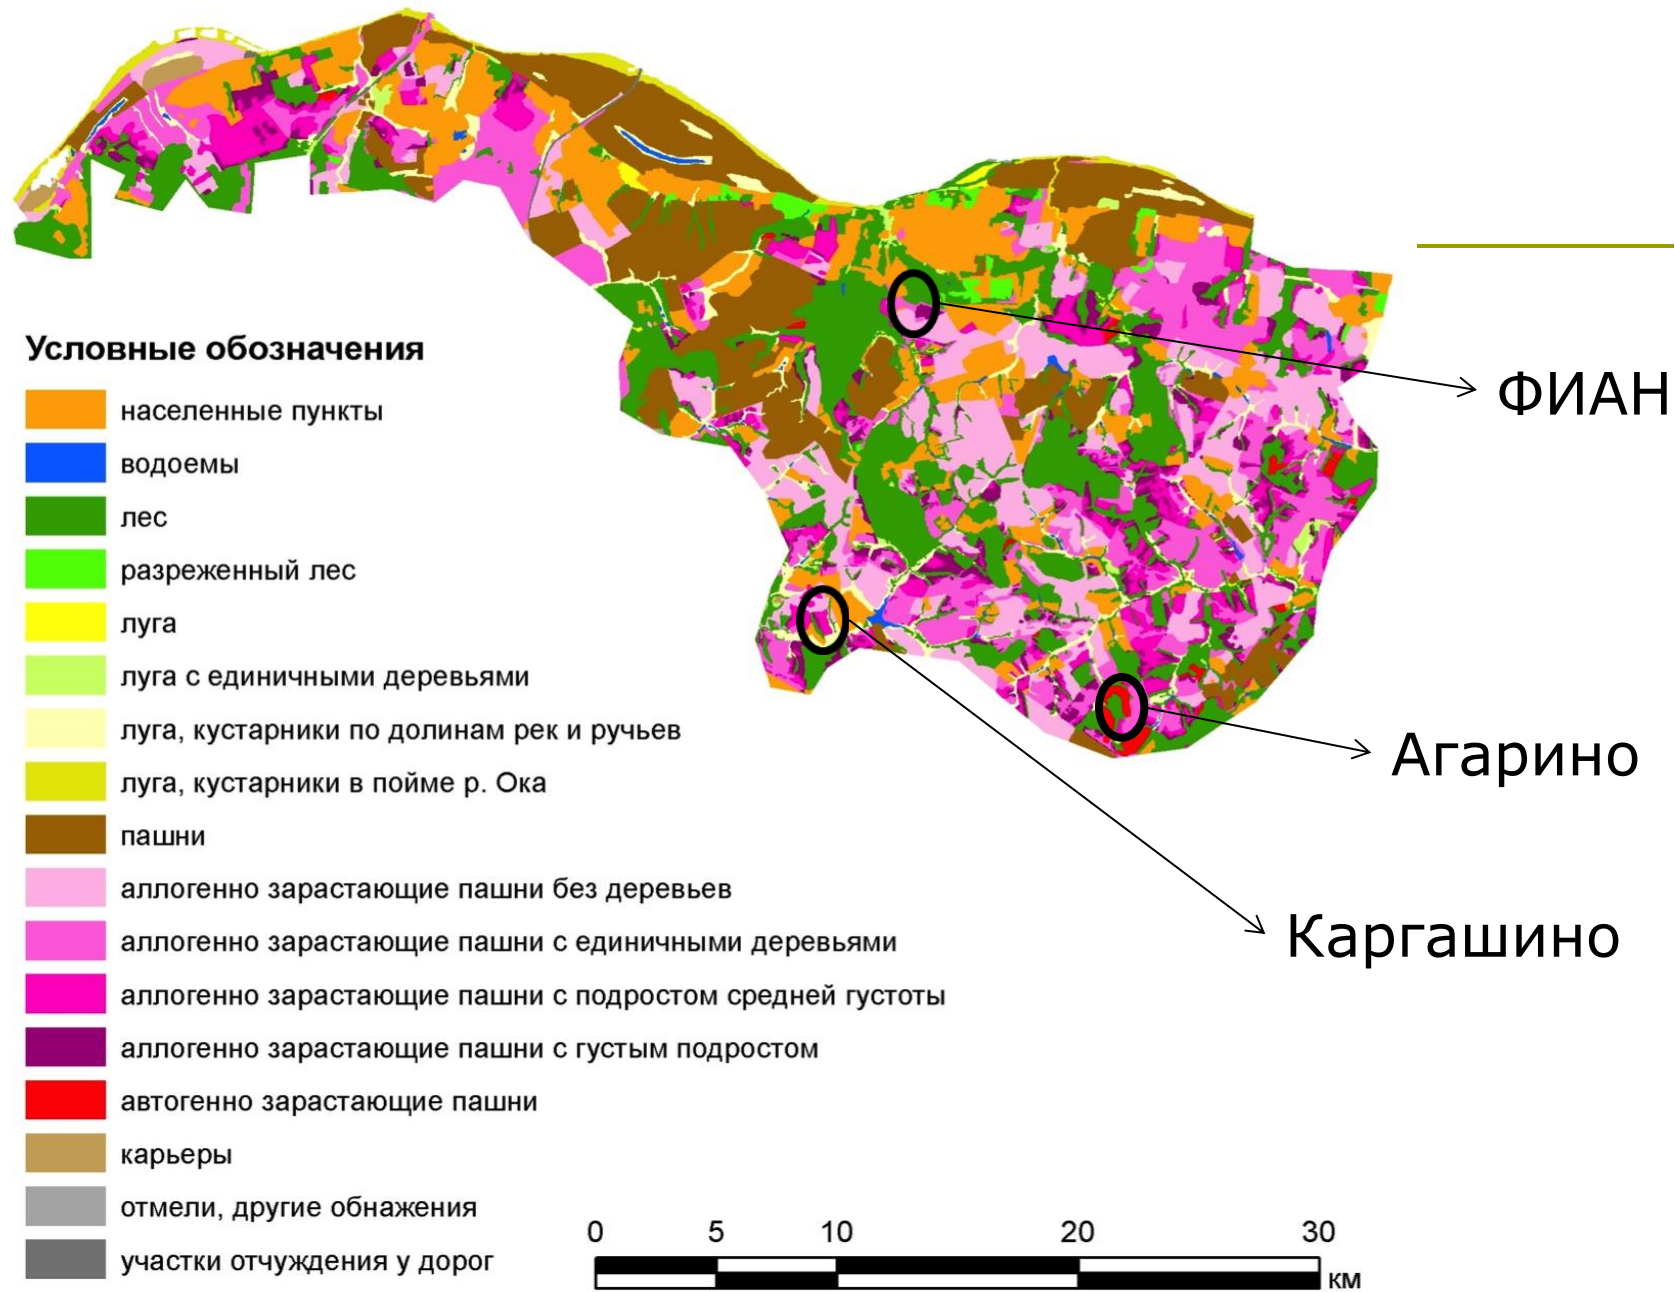 Условные обозначения
населенные пункты
водоемы
лес
разреженный лес
луга
луга с единичными деревьями
луга, кустарники по долинам рек и ручьев
луга, кустарники в пойме р. Ока
пашни
аллогенно зарастающие пашни без деревьев
аллогенно зарастающие пашни с единичными деревьями
аллогенно зарастающие пашни с подростом средней густоты
аллогенно зарастающие пашни с густым подростом
автогенно зарастающие пашни
карьеры
отмели, другие обнажения
участки отчуждения у дорог
ФИАН
Агарино
Каргашино
0 5 10 20 30
км